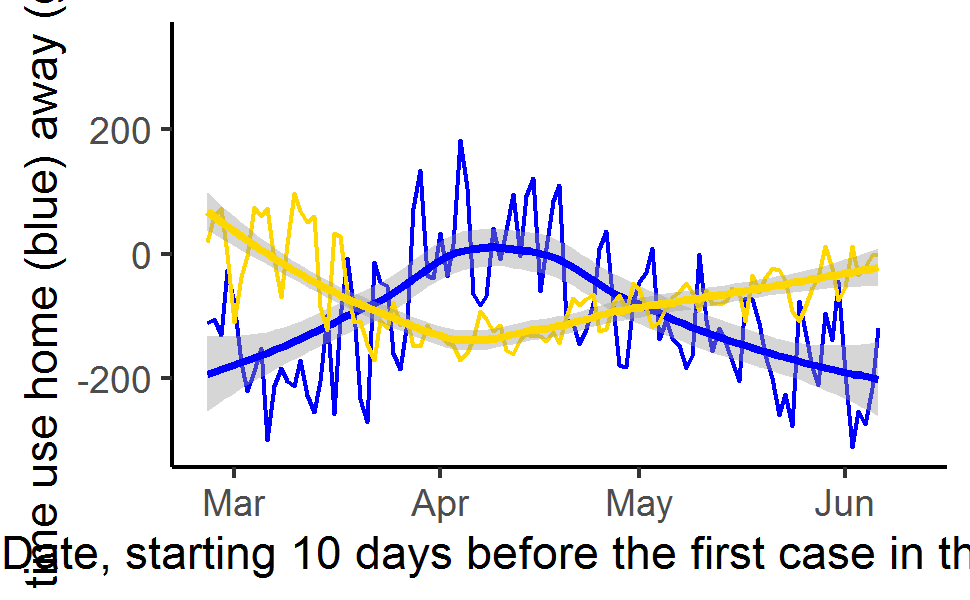 time use home (blue) away (
200
0
-200
Mar Apr May Jun
Date, starting 10 days before the first case in th